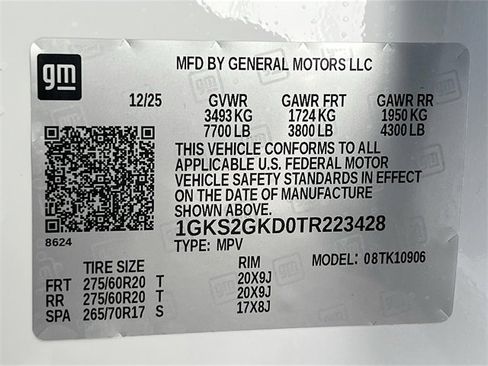 gm
MFD BY GENERAL MOTORS LLC
12/25 GVWR GAWR FRT GAWR RR
3493 KG 1724 KG 1950 KG
7700 LB 3800 LB 4300 LB
THIS VEHICLE CONFORMS TO ALL
APPLICABLE U.S. FEDERAL MOTOR
VEHICLE SAFETY STANDARDS IN EFFECT
ON THE DATE OF MANUFACTURE
SHOWN ABOVE.
8624 1GKS2GKD0TR223428
TYPE: MPV MODEL: 08TK10906
TIRE SIZE RIM
FRT 275/60R20 T 20X9J
RR 275/60R20 T 20X9J
SPA 265/70R17 S 17X8J